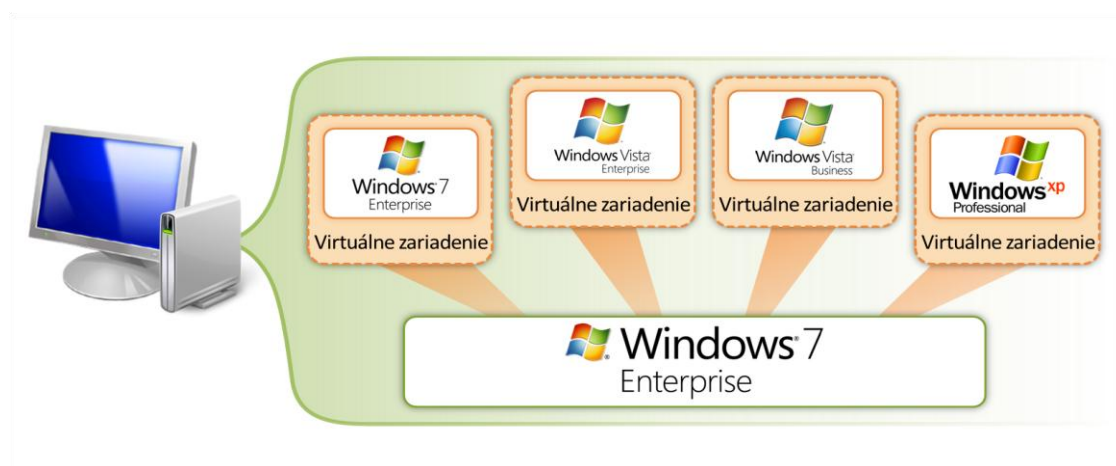 Windows 7
Enterprise
Virtuálne zariadenie
Windows Vista
Enterprise
Virtuálne zariadenie
Windows Vista
Business
Virtuálne zariadenie
Windows xp
Professional
Virtuálne zariadenie
Windows® 7
Enterprise